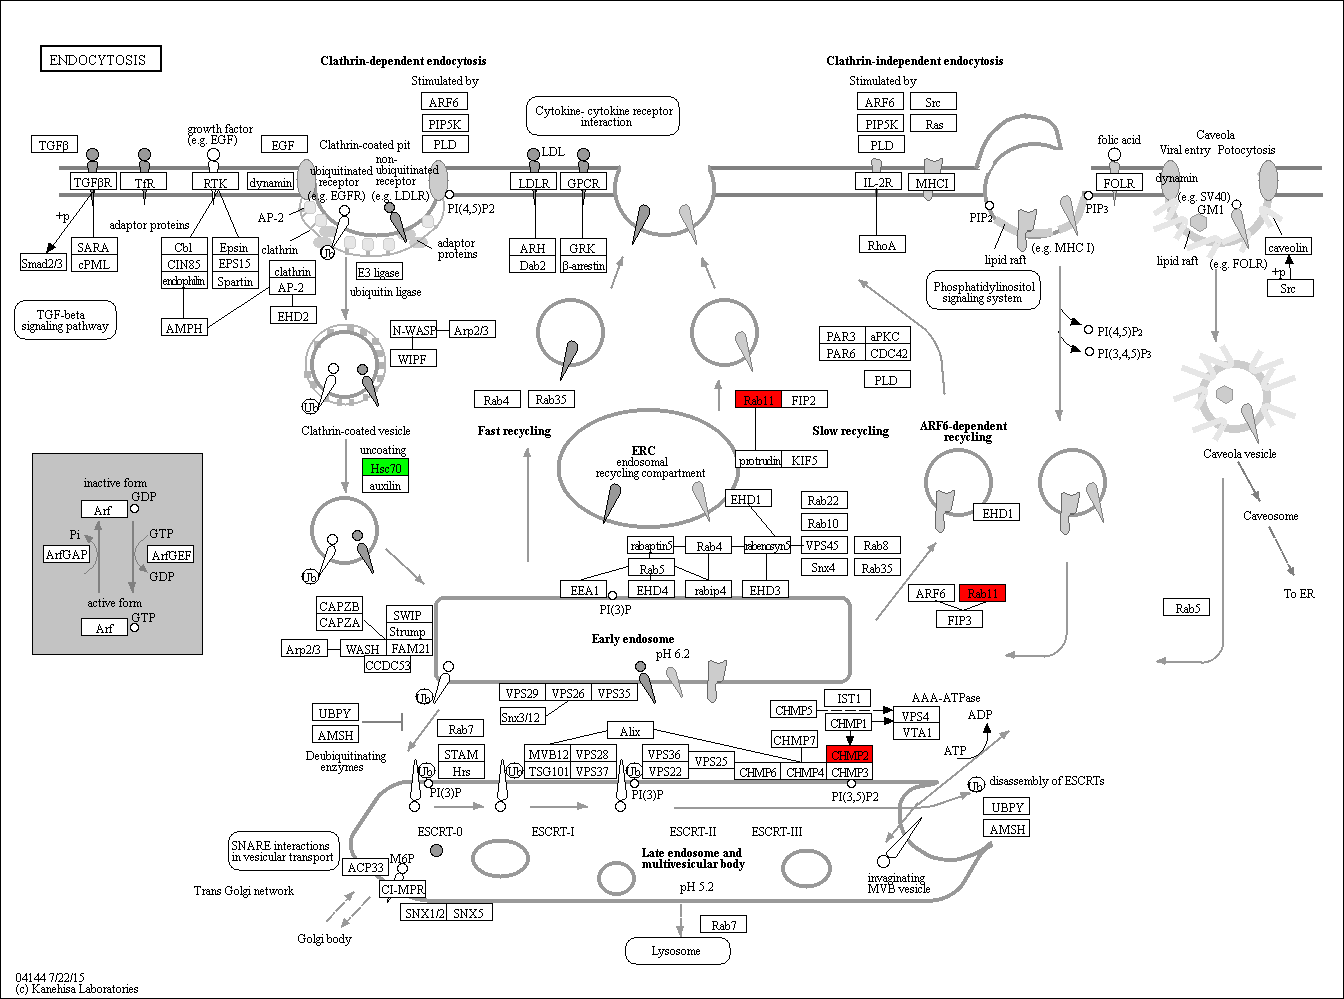 ENDOCYTOSIS
Clathrin-dependent endocytosis
Stimulated by
ARF6
PIP5K
PLD
Cytokine- cytokine receptor
interaction
Clathrin-independent endocytosis
Stimulated by
ARF6
Src
PIP5K
Ras
PLD
TGFβ
growth factor
(e.g. EGF)
EGF
Clathrin-coated pit
non-
ubiquitinated
receptor
(e.g. LDLR)
ubiquitinated
receptor
(e.g. EGFR)
LDL
folic acid
Caveola
Viral entry
Potocytosis
TGFβR
TfR
RTK
dynamin
LDLR
GPCR
IL-2R
MHCI
FOLR
dynamin
(e.g. SV40)
GM1
+p
adaptor proteins
AP-2
clathrin
Ub
PI(4,5)P2
adaptor
proteins
PIP2
PIP3
lipid raft
(e.g. MHC I)
lipid raft
(e.g. FOLR)
caveolin
+p
Src
Smad2/3
SARA
cPML
Cbl
CIN85
endophilin
Epsin
EPS15
Spartin
clathrin
AP-2
EHD2
AMPH
E3 ligase
ubiquitin ligase
ARH
Dab2
GRK
β-arrestin
RhoA
TGF-beta
signaling pathway
Phosphatidylinositol
signaling system
N-WASP
Arp2/3
WIPF
PAR3
aPKC
PAR6
CDC42
PLD
PI(4,5)P2
PI(3,4,5)P3
Ub
Rab4
Rab35
Rab11
FIP2
Clathrin-coated vesicle
Fast recycling
Slow recycling
ARF6-dependent
recycling
uncoating
Hsc70
auxilin
ERC
endosomal
recycling compartment
protrudin
KIF5
Caveola vesicle
inactive form
Arf
GDP
Pi
GTP
ArfGAP
ArfGEF
GDP
active form
Arf
GTP
EHD1
Rab22
Rab10
EHD1
Caveosome
rabaptin5
Rab4
rabenosyn5
VPS45
Rab8
Rab5
Snx4
Rab35
Ub
EEA1
EHD4
rabip4
EHD3
PI(3)P
ARF6
Rab11
FIP3
To ER
Rab5
CAPZB
CAPZA
SWIP
Strump
Arp2/3
WASH
FAM21
CCDC53
Early endosome
pH 6.2
Ub
VPS29
VPS26
VPS35
Snx3/12
UBPY
AMSH
Deubiquitinating
enzymes
Rab7
STAM
Hrs
Alix
MVB12
VPS28
TSG101
VPS37
VPS36
VPS22
VPS25
CHMP5
IST1
CHMP1
CHMP7
CHMP2
CHMP6
CHMP4
CHMP3
AAA-ATPase
VPS4
VTA1
ADP
ATP
Ub
PI(3)P
Ub
Ub
PI(3)P
PI(3,5)P2
Ub
disassembly of ESCRTs
UBPY
AMSH
ESCRT-0
ESCRT-I
ESCRT-II
ESCRT-III
SNARE interactions
in vesicular transport
ACP33
M6P
CI-MPR
Late endosome and
multivesicular body
pH 5.2
invaginating
MVB vesicle
Trans Golgi network
SNX1/2
SNX5
Golgi body
Rab7
Lysosome
04144 7/22/15
(c) Kanehisa Laboratories